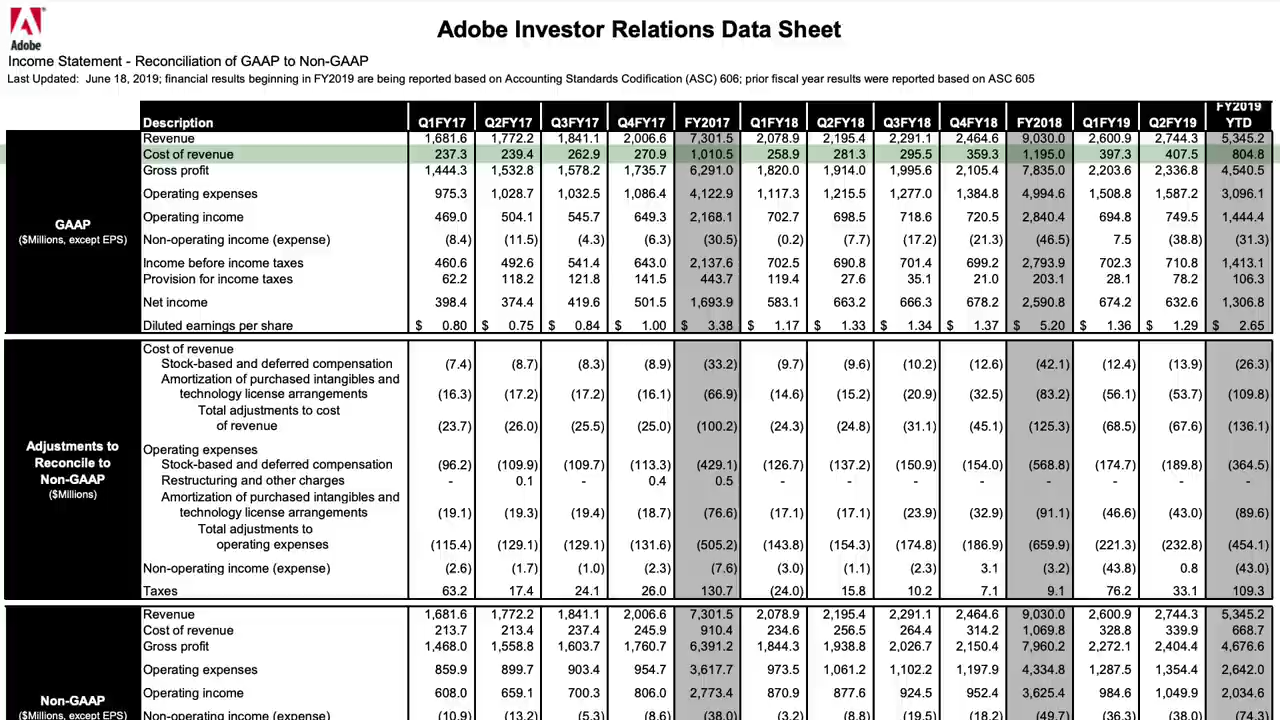 Adobe Investor Relations Data Sheet
Adobe
Income Statement - Reconciliation of GAAP to Non-GAAP
Last Updated: June 18, 2019; financial results beginning in FY2019 are being reported based on Accounting Standards Codification (ASC) 606; prior fiscal year results were reported based on ASC 605
Description Q1FY17 Q2FY17 Q3FY17 Q4FY17 FY2017 Q1FY18 Q2FY18 Q3FY18 Q4FY18 FY2018 Q1FY19 Q2FY19 FY2019 YTD
GAAP
($Millions, except EPS)
Revenue 1,681.6 1,772.2 1,841.1 2,006.6 7,301.5 2,078.9 2,195.4 2,291.1 2,464.6 9,030.0 2,600.9 2,744.3 5,345.2
Cost of revenue 237.3 239.4 262.9 270.9 1,010.5 258.9 281.3 295.5 359.3 1,195.0 397.3 407.5 804.8
Gross profit 1,444.3 1,532.8 1,578.2 1,735.7 6,291.0 1,820.0 1,914.0 1,995.6 2,105.4 7,835.0 2,203.6 2,336.8 4,540.5
Operating expenses 975.3 1,028.7 1,032.5 1,086.4 4,122.9 1,117.3 1,215.5 1,277.0 1,384.8 4,994.6 1,508.8 1,587.2 3,096.1
Operating income 469.0 504.1 545.7 649.3 2,168.1 702.7 698.5 718.6 720.5 2,840.4 694.8 749.5 1,444.4
Non-operating income (expense) (8.4) (11.5) (4.3) (6.3) (30.5) (0.2) (7.7) (17.2) (21.3) (46.5) 7.5 (38.8) (31.3)
Income before income taxes 460.6 492.6 541.4 643.0 2,137.6 702.5 690.8 701.4 699.2 2,793.9 702.3 710.8 1,413.1
Provision for income taxes 62.2 118.2 121.8 141.5 443.7 119.4 27.6 35.1 21.0 203.1 28.1 78.2 106.3
Net income 398.4 374.4 419.6 501.5 1,693.9 583.1 663.2 666.3 678.2 2,590.8 674.2 632.6 1,306.8
Diluted earnings per share $ 0.80 $ 0.75 $ 0.84 $ 1.00 $ 3.38 $ 1.17 $ 1.33 $ 1.34 $ 1.37 $ 5.20 $ 1.36 $ 1.29 $ 2.65
Adjustments to
Reconcile to
Non-GAAP
($Millions)
Cost of revenue
Stock-based and deferred compensation (7.4) (8.7) (8.3) (8.9) (33.2) (9.7) (9.6) (10.2) (12.6) (42.1) (12.4) (13.9) (26.3)
Amortization of purchased intangibles and
technology license arrangements (16.3) (17.2) (17.2) (16.1) (66.9) (14.6) (15.2) (20.9) (32.5) (83.2) (56.1) (53.7) (109.8)
Total adjustments to cost
of revenue (23.7) (26.0) (25.5) (25.0) (100.2) (24.3) (24.8) (31.1) (45.1) (125.3) (68.5) (67.6) (136.1)
Operating expenses
Stock-based and deferred compensation (96.2) (109.9) (109.7) (113.3) (429.1) (126.7) (137.2) (150.9) (154.0) (568.8) (174.7) (189.8) (364.5)
Restructuring and other charges - 0.1 - 0.4 0.5 - - - - - - - -
Amortization of purchased intangibles and
technology license arrangements (19.1) (19.3) (19.4) (18.7) (76.6) (17.1) (17.1) (23.9) (32.9) (91.1) (46.6) (43.0) (89.6)
Total adjustments to
operating expenses (115.4) (129.1) (129.1) (131.6) (505.2) (143.8) (154.3) (174.8) (186.9) (659.9) (221.3) (232.8) (454.1)
Non-operating income (expense) (2.6) (1.7) (1.0) (2.3) (7.6) (3.0) (1.1) (2.3) 3.1 (3.2) (43.8) 0.8 (43.0)
Taxes 63.2 17.4 24.1 26.0 130.7 (24.0) 15.8 10.2 7.1 9.1 76.2 33.1 109.3
Non-GAAP
($Millions, except EPS)
Revenue 1,681.6 1,772.2 1,841.1 2,006.6 7,301.5 2,078.9 2,195.4 2,291.1 2,464.6 9,030.0 2,600.9 2,744.3 5,345.2
Cost of revenue 213.7 213.4 237.4 245.9 910.4 234.6 256.5 264.4 314.2 1,069.8 328.8 339.9 668.7
Gross profit 1,468.0 1,558.8 1,603.7 1,760.7 6,391.2 1,844.3 1,938.8 2,026.7 2,150.4 7,960.2 2,272.1 2,404.4 4,676.6
Operating expenses 859.9 899.7 903.4 954.7 3,617.7 973.5 1,061.2 1,102.2 1,197.9 4,334.8 1,287.5 1,354.4 2,642.0
Operating income 608.0 659.1 700.3 806.0 2,773.4 870.9 877.6 924.5 952.4 3,625.4 984.6 1,049.9 2,034.6
Non-operating income (expense) (10.9) (13.2) (5.3) (8.6) (38.0) (3.2) (8.8) (19.5) (18.2) (49.7) (36.3) (38.0) (74.3)